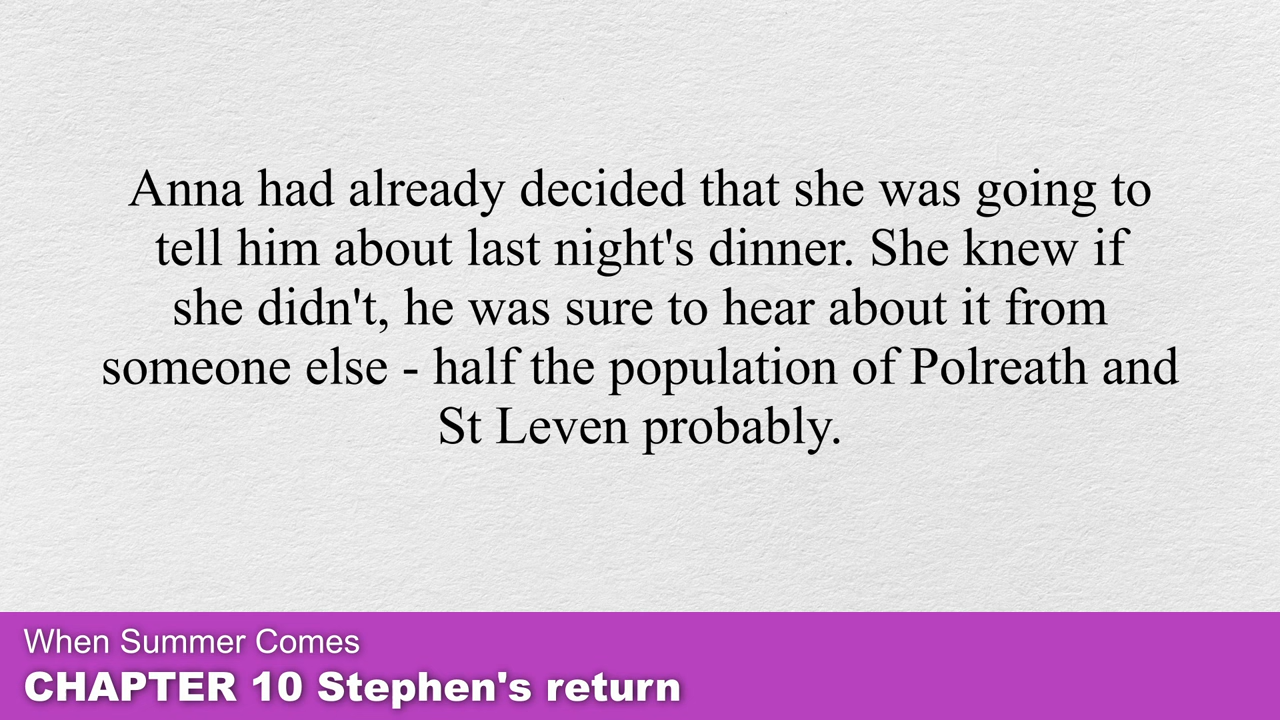 Anna had already decided that she was going to
tell him about last night's dinner. She knew if
she didn't, he was sure to hear about it from
someone else - half the population of Polreath and
St Leven probably.
When Summer Comes
CHAPTER 10 Stephen's return